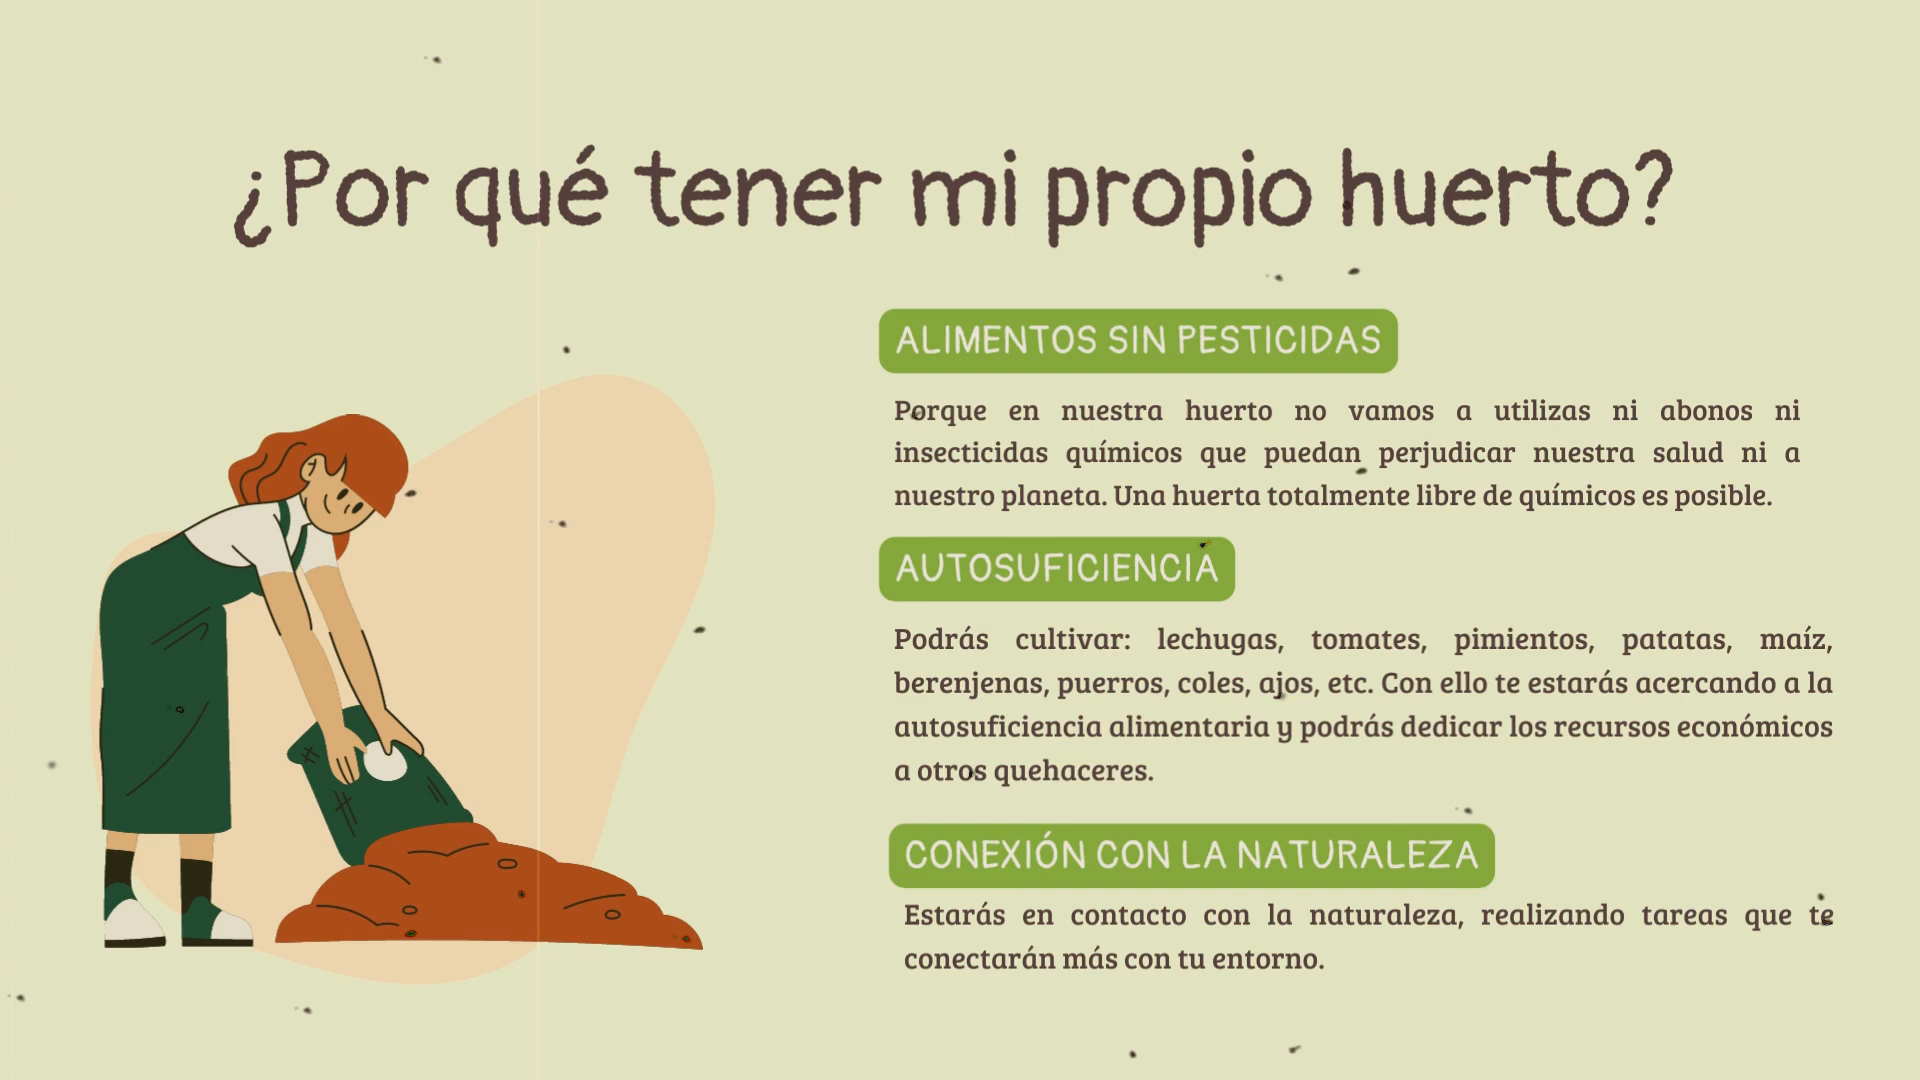 ¿Por qué tener mi propio huerto?
ALIMENTOS SIN PESTICIDAS
Porque en nuestra huerto no vamos a utilizas ni abonos ni
insecticidas químicos que puedan perjudicar nuestra salud ni a
nuestro planeta. Una huerta totalmente libre de químicos es posible.
AUTOSUFICIENCIA
Podrás cultivar: lechugas, tomates, pimientos, patatas, maíz,
berenjenas, puerros, coles, ajos, etc. Con ello te estarás acercando a la
autosuficiencia alimentaria y podrás dedicar los recursos económicos
a otros quehaceres.
CONEXIÓN CON LA NATURALEZA
Estarás en contacto con la naturaleza, realizando tareas que te
conectarán más con tu entorno.